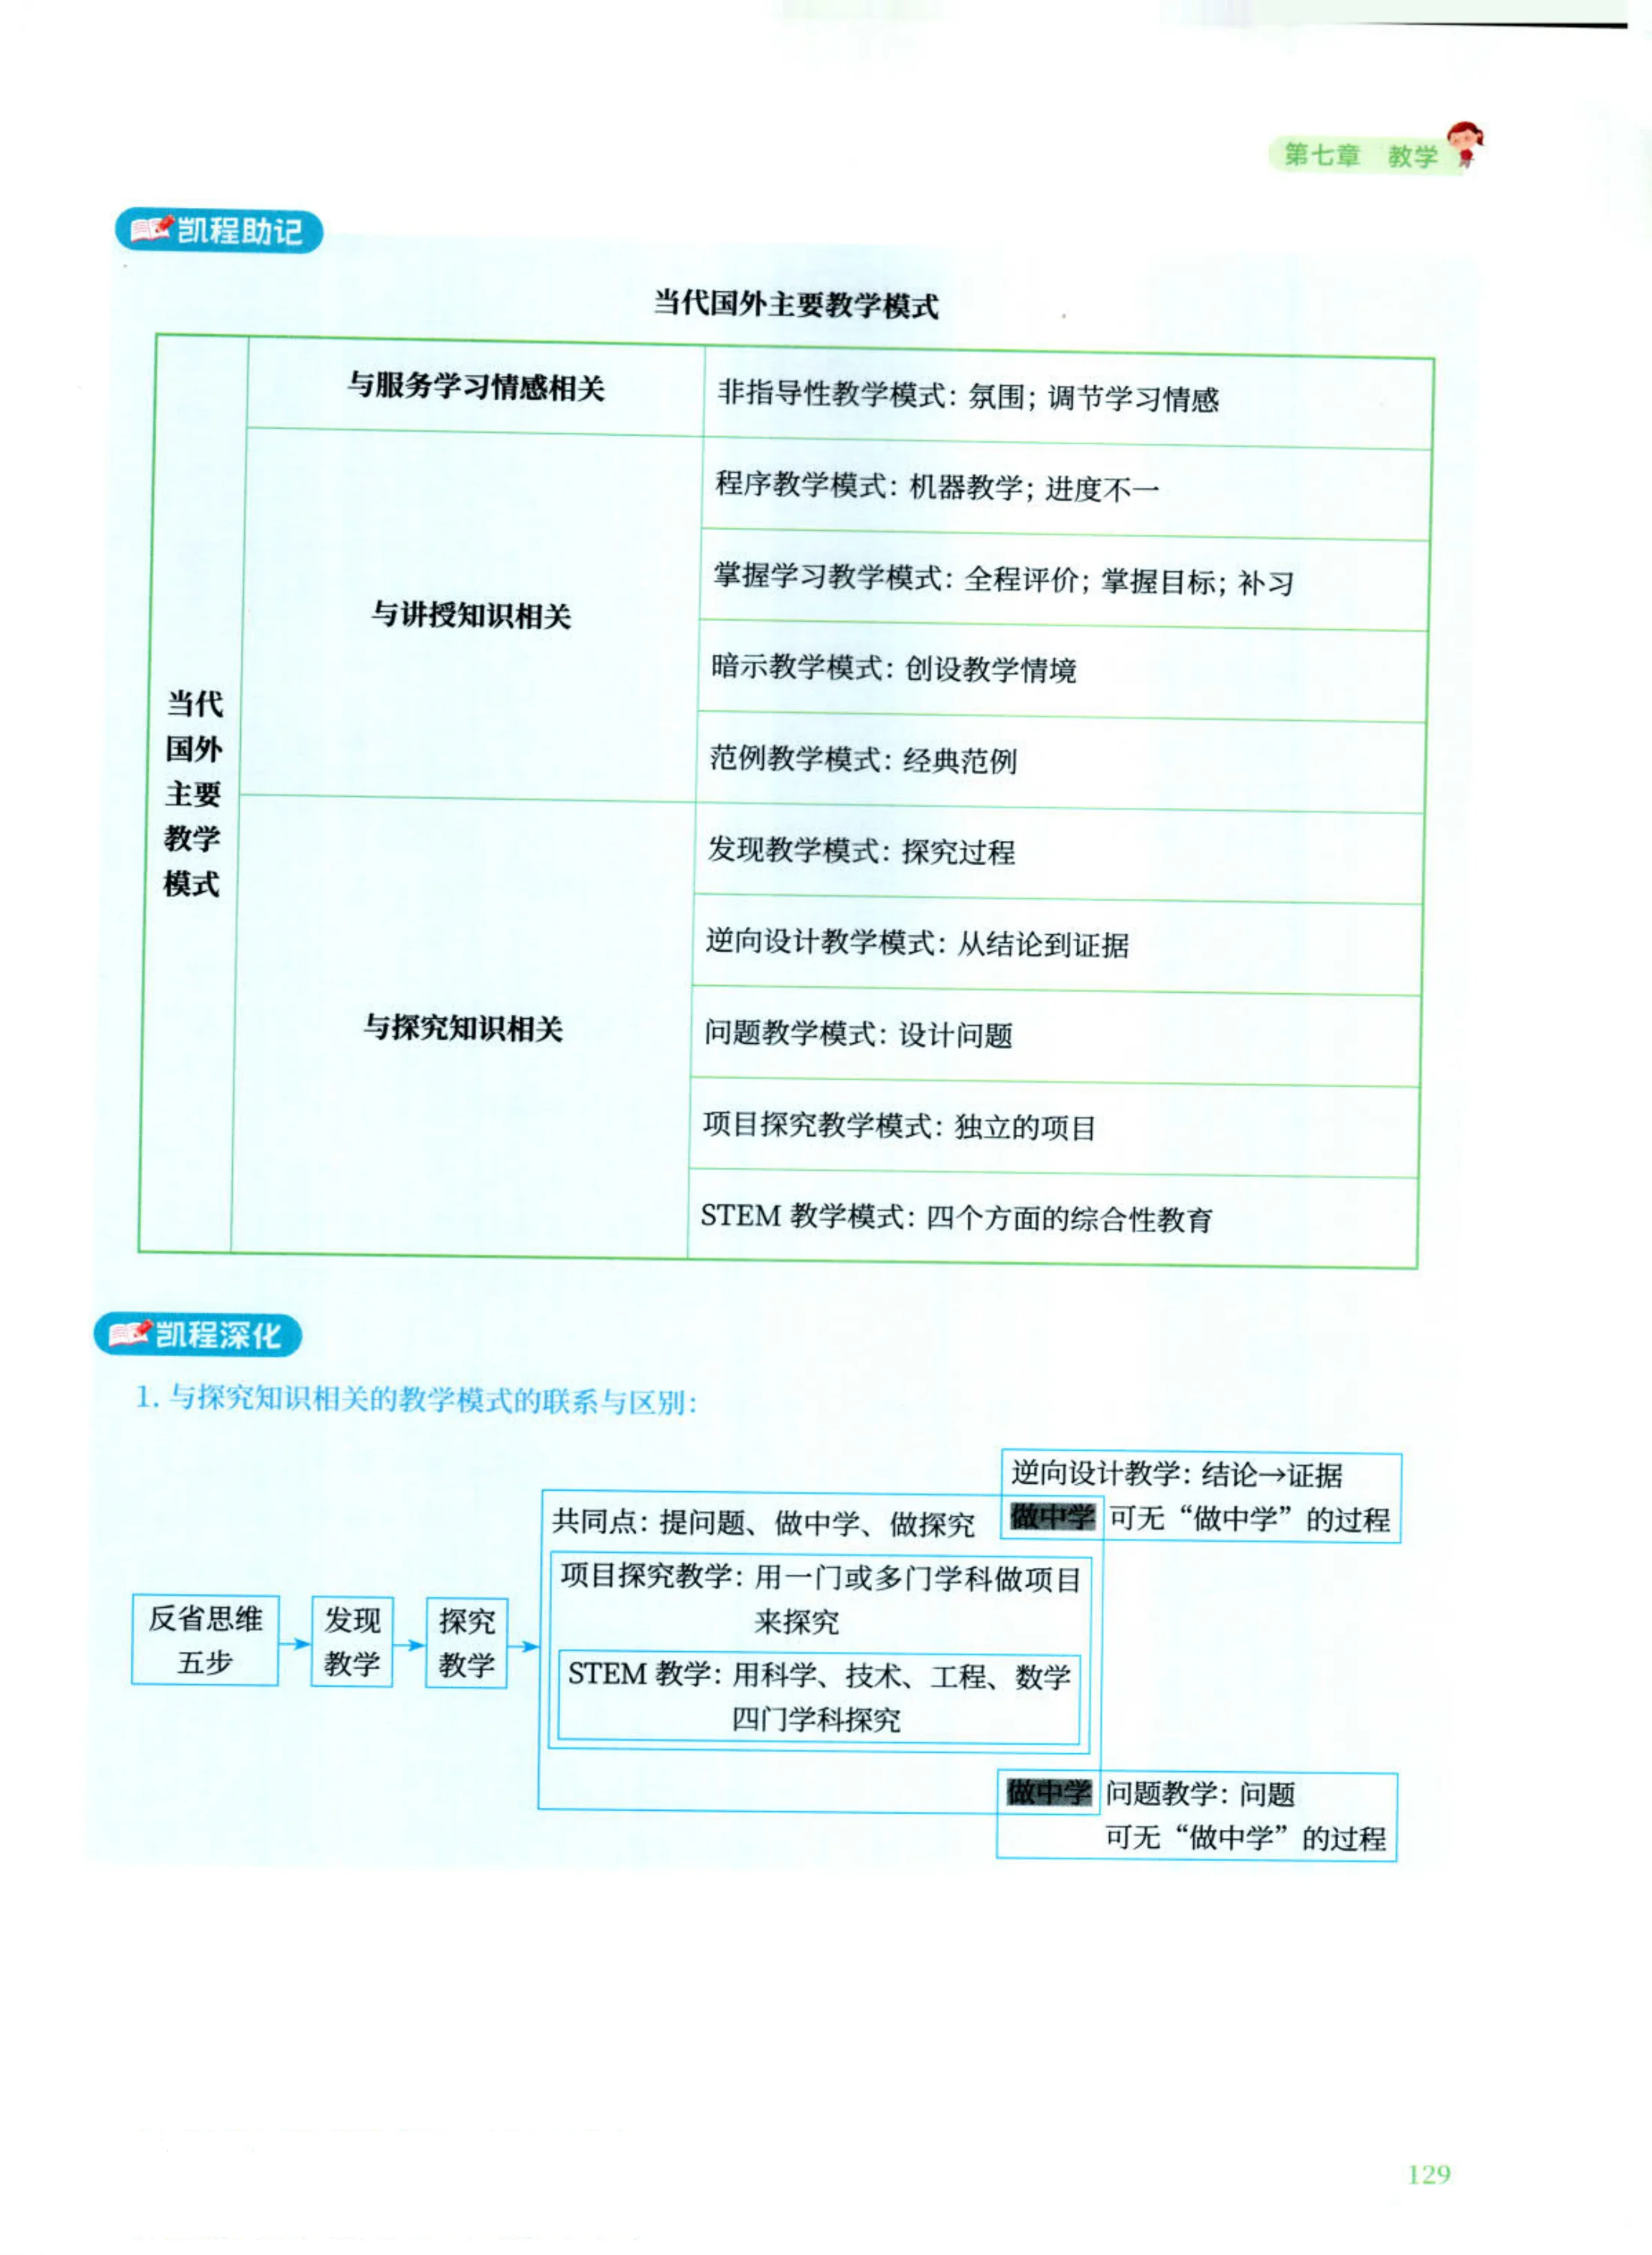 第七章 教学
凯程助记
当代国外主要教学模式
当代
国外
主要
教学
模式
与服务学习情感相关
非指导性教学模式：氛围；调节学习情感
与讲授知识相关
程序教学模式：机器教学；进度不一
掌握学习教学模式：全程评价；掌握目标；补习
暗示教学模式：创设教学情境
范例教学模式：经典范例
与探究知识相关
发现教学模式：探究过程
逆向设计教学模式：从结论到证据
问题教学模式：设计问题
项目探究教学模式：独立的项目
STEM 教学模式：四个方面的综合性教育
凯程深化
1. 与探究知识相关的教学模式的联系与区别：
反省思维
五步
发现
教学
探究
教学
共同点：提问题、做中学、做探究
项目探究教学：用一门或多门学科做项目
来探究
STEM 教学：用科学、技术、工程、数学
四门学科探究
逆向设计教学：结论→证据
做中学 可无“做中学”的过程
做中学 问题教学：问题
可无“做中学”的过程
129